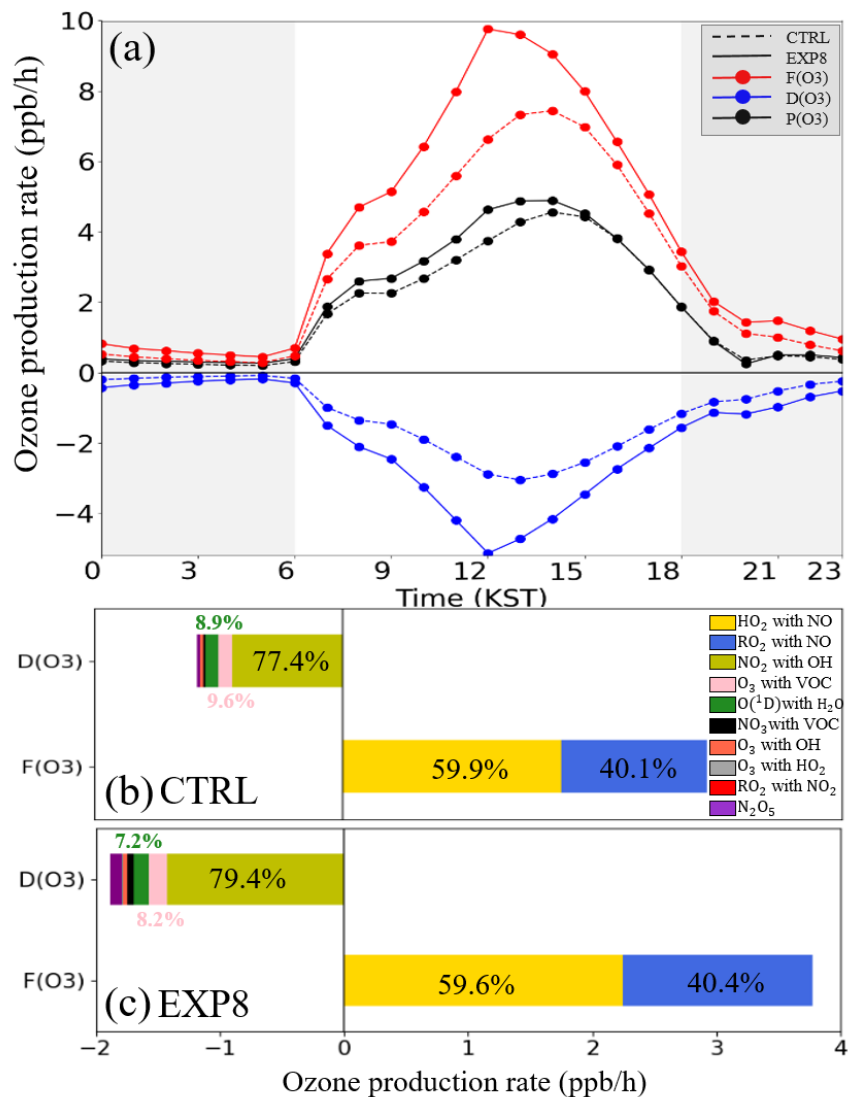 (a)
CTRL
EXP8
F(O3)
D(O3)
P(O3)
Ozone production rate (ppb/h)
10
8
6
4
2
0
−2
−4
0 3 6 9 12 15 18 21 23
Time (KST)
8.9%
D(O3)
77.4%
9.6%
F(O3)
59.9% 40.1%
(b) CTRL
HO₂ with NO
RO₂ with NO
NO₂ with OH
O₃ with VOC
O(¹D)with H₂O
NO₃with VOC
O₃ with OH
O₃ with HO₂
RO₂ with NO₂
N₂O₅
7.2%
D(O3)
79.4%
8.2%
F(O3)
59.6% 40.4%
(c) EXP8
−2 −1 0 1 2 3 4
Ozone production rate (ppb/h)